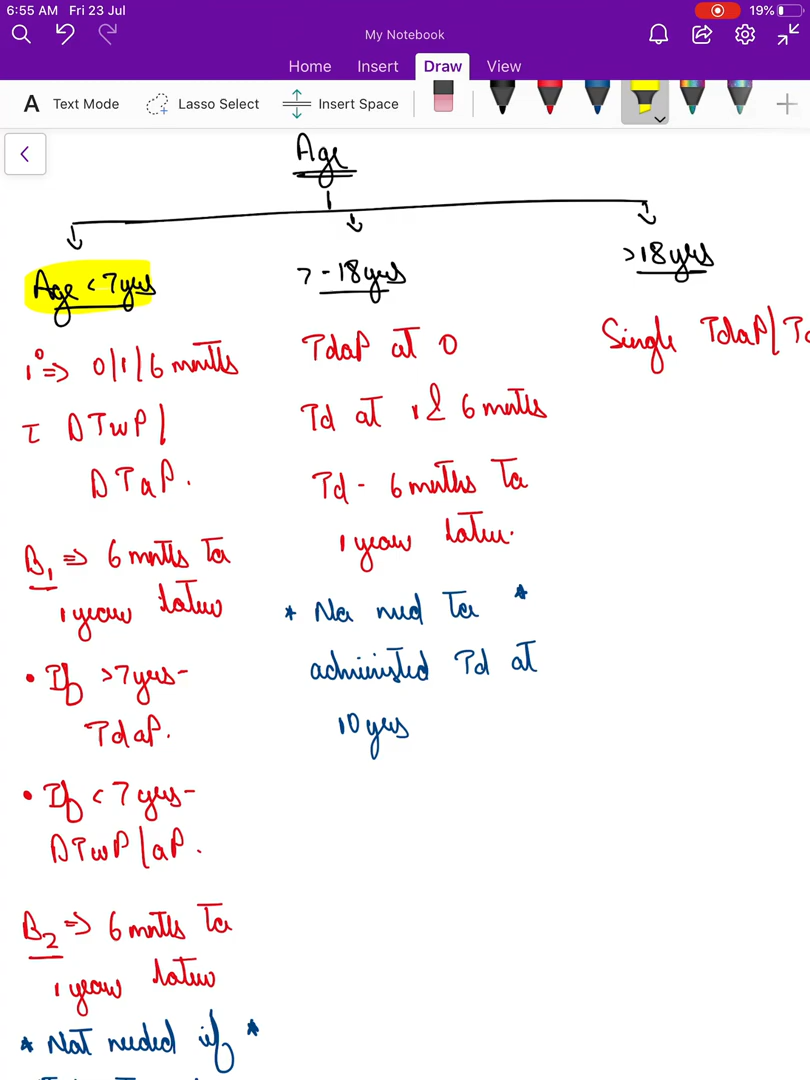 6:55 AM Fri 23 Jul
19%
My Notebook
Home Insert Draw View
A Text Mode Lasso Select Insert Space
Age
Age < 7yrs
7-18yrs
>18yrs
1° => 0/1/6 months
c DTwP/
DTaP.
B1 => 6 months to
1 year later
• If >7yrs-
TdaP.
• If <7yrs-
DTwP/aP.
B2 => 6 months to
1 year later
* Not needed if *
TdaP at 0
Td at 1 & 6 months
Td - 6 months to
1 year later.
* No need to *
administed Td at
10yrs
Single TdaP/Td